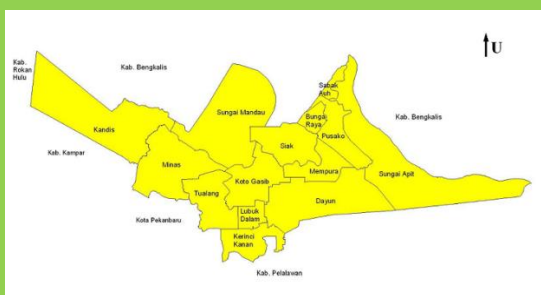 U
Kab.
Rokan
Hulu
Kab. Bengkalis
Sabak
Auh
Kab. Bengkalis
Sungai Mandau
Bunga
Raya
Pusako
Kandis
Siak
Kab. Kampar
Minas
Mempura
Sungai Apit
Koto Gasib
Tualang
Dayun
Lubuk
Dalam
Kota Pekanbaru
Kerinci
Kanan
Kab. Pelalawan